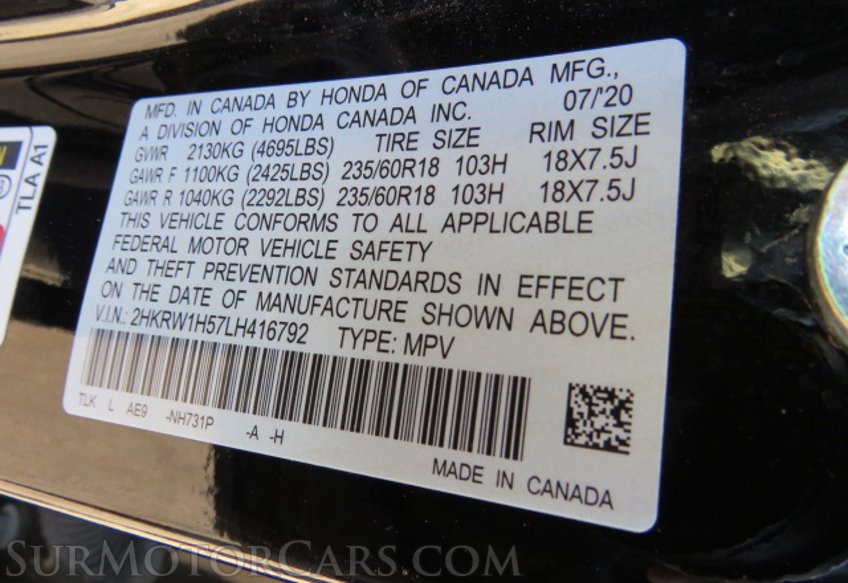 MFD. IN CANADA BY HONDA OF CANADA MFG.,
A DIVISION OF HONDA CANADA INC. 07/'20
GVWR 2130KG (4695LBS) TIRE SIZE RIM SIZE
GAWR F 1100KG (2425LBS) 235/60R18 103H 18X7.5J
GAWR R 1040KG (2292LBS) 235/60R18 103H 18X7.5J
THIS VEHICLE CONFORMS TO ALL APPLICABLE
FEDERAL MOTOR VEHICLE SAFETY
AND THEFT PREVENTION STANDARDS IN EFFECT
ON THE DATE OF MANUFACTURE SHOWN ABOVE.
V.I.N.: 2HKRW1H57LH416792 TYPE: MPV
TLK L AE9 -NH731P -A -H
MADE IN CANADA
TLA A1
SURMOTORCARS.COM